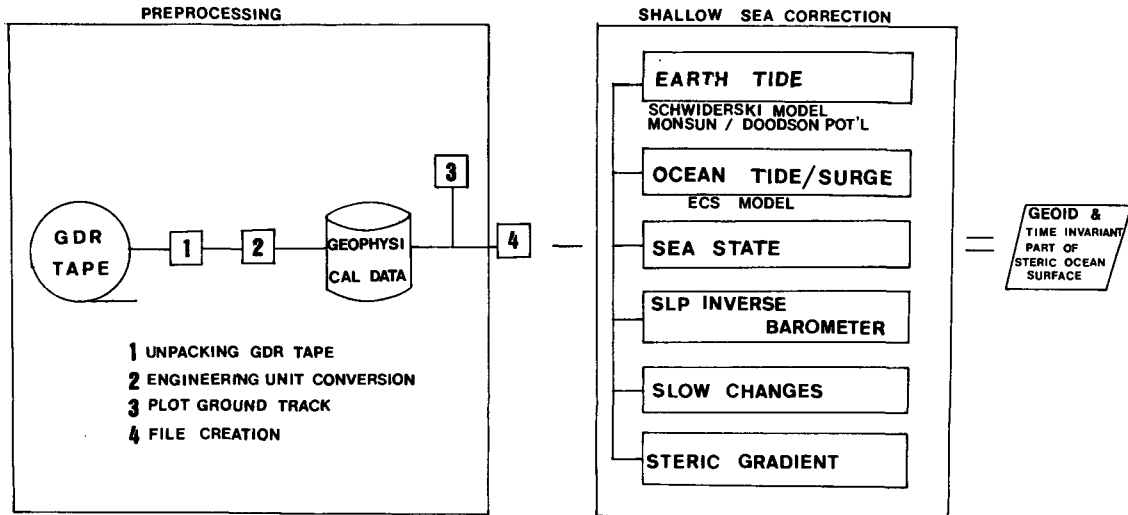 PREPROCESSING
GDR
TAPE
1
2
GEOPHYSI
CAL DATA
3
4
1 UNPACKING GDR TAPE
2 ENGINEERING UNIT CONVERSION
3 PLOT GROUND TRACK
4 FILE CREATION
SHALLOW SEA CORRECTION
EARTH TIDE
SCHWIDERSKI MODEL
MONSUN / DOODSON POT'L
OCEAN TIDE/SURGE
ECS MODEL
SEA STATE
SLP INVERSE
BAROMETER
SLOW CHANGES
STERIC GRADIENT
GEOID &
TIME INVARIANT
PART OF
STERIC OCEAN
SURFACE